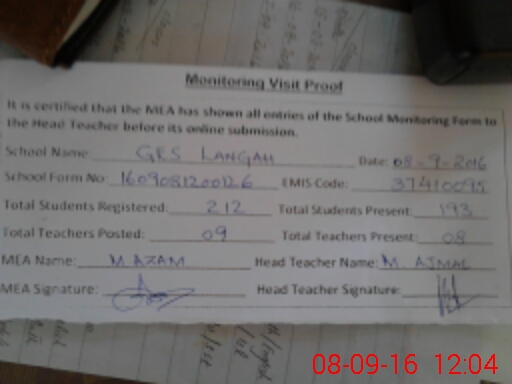 Monitoring Visit Proof
It is certified that the MEA has shown all entries of the School Monitoring Form to
the Head Teacher before its online submission.
School Name: GES LANGAH Date: 08-9-2016
School Form No: 1609081200126 EMIS Code: 37410095
Total Students Registered: 212 Total Students Present: 193
Total Teachers Posted: 09 Total Teachers Present: 08
MEA Name: M AZAM Head Teacher Name: M. AJMAL
MEA Signature: Head Teacher Signature:
08-09-16 12:04